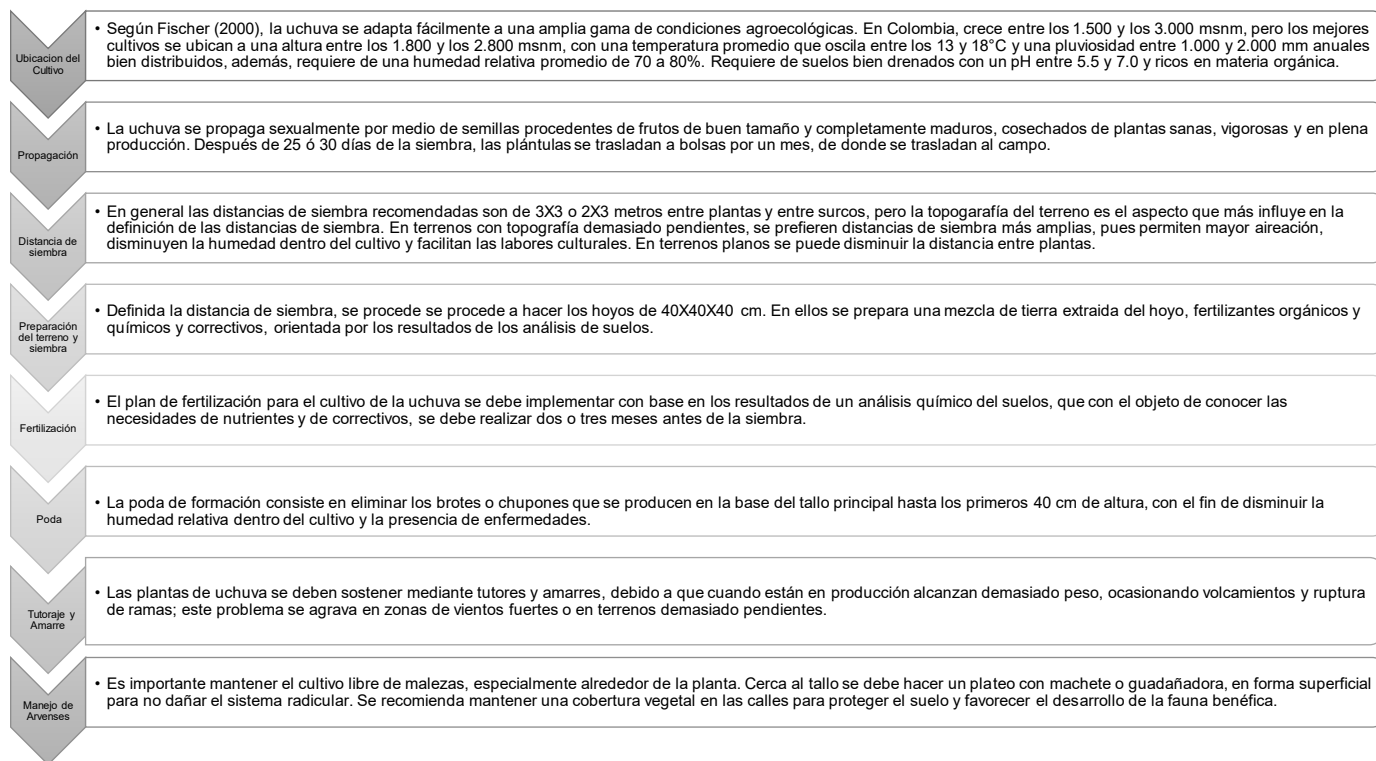 Ubicacion del
Cultivo
• Según Fischer (2000), la uchuva se adapta fácilmente a una amplia gama de condiciones agroecológicas. En Colombia, crece entre los 1.500 y los 3.000 msnm, pero los mejores
cultivos se ubican a una altura entre los 1.800 y los 2.800 msnm, con una temperatura promedio que oscila entre los 13 y 18°C y una pluviosidad entre 1.000 y 2.000 mm anuales
bien distribuidos, además, requiere de una humedad relativa promedio de 70 a 80%. Requiere de suelos bien drenados con un pH entre 5.5 y 7.0 y ricos en materia orgánica.
Propagación
• La uchuva se propaga sexualmente por medio de semillas procedentes de frutos de buen tamaño y completamente maduros, cosechados de plantas sanas, vigorosas y en plena
producción. Después de 25 ó 30 días de la siembra, las plántulas se trasladan a bolsas por un mes, de donde se trasladan al campo.
Distancia de
siembra
• En general las distancias de siembra recomendadas son de 3X3 o 2X3 metros entre plantas y entre surcos, pero la topogarafía del terreno es el aspecto que más influye en la
definición de las distancias de siembra. En terrenos con topografía demasiado pendientes, se prefieren distancias de siembra más amplias, pues permiten mayor aireación,
disminuyen la humedad dentro del cultivo y facilitan las labores culturales. En terrenos planos se puede disminuir la distancia entre plantas.
Preparación
del terreno y
siembra
• Definida la distancia de siembra, se procede se procede a hacer los hoyos de 40X40X40 cm. En ellos se prepara una mezcla de tierra extraida del hoyo, fertilizantes orgánicos y
químicos y correctivos, orientada por los resultados de los análisis de suelos.
Fertilización
• El plan de fertilización para el cultivo de la uchuva se debe implementar con base en los resultados de un análisis químico del suelos, que con el objeto de conocer las
necesidades de nutrientes y de correctivos, se debe realizar dos o tres meses antes de la siembra.
Poda
• La poda de formación consiste en eliminar los brotes o chupones que se producen en la base del tallo principal hasta los primeros 40 cm de altura, con el fin de disminuir la
humedad relativa dentro del cultivo y la presencia de enfermedades.
Tutoraje y
Amarre
• Las plantas de uchuva se deben sostener mediante tutores y amarres, debido a que cuando están en producción alcanzan demasiado peso, ocasionando volcamientos y ruptura
de ramas; este problema se agrava en zonas de vientos fuertes o en terrenos demasiado pendientes.
Manejo de
Arvenses
• Es importante mantener el cultivo libre de malezas, especialmente alrededor de la planta. Cerca al tallo se debe hacer un plateo con machete o guadañadora, en forma superficial
para no dañar el sistema radicular. Se recomienda mantener una cobertura vegetal en las calles para proteger el suelo y favorecer el desarrollo de la fauna benéfica.